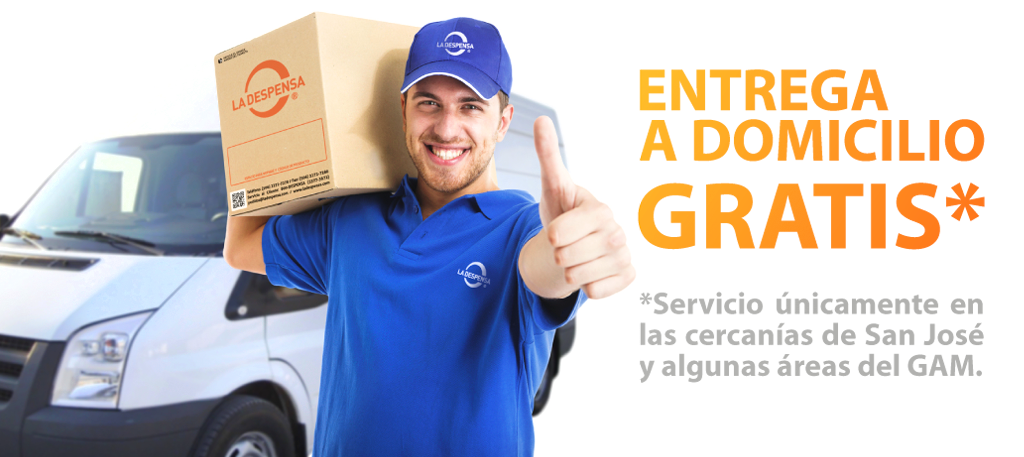 LA DESPENSA
LA DESPENSA
LA DESPENSA
ENTREGA
A DOMICILIO
GRATIS*
*Servicio únicamente en
las cercanías de San José
y algunas áreas del GAM.